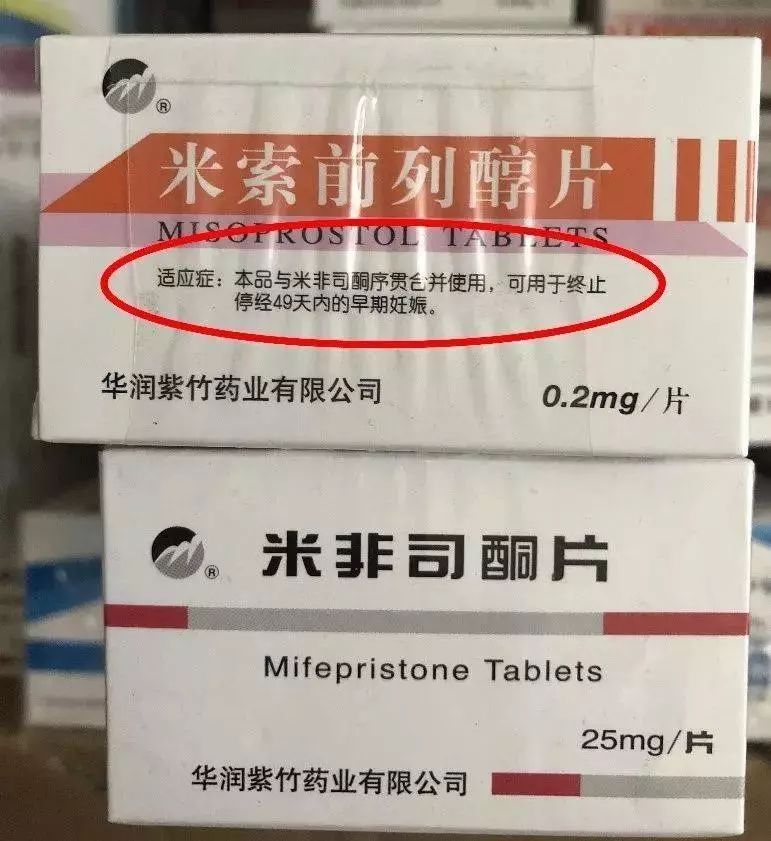 ®
米索前列醇片
MISOPROSTOL TABLETS
适应症：本品与米非司酮序贯合并使用，可用于终止
停经49天内的早期妊娠。
华润紫竹药业有限公司
0.2mg/片
®
米非司酮片
Mifepristone Tablets
25mg/片
华润紫竹药业有限公司